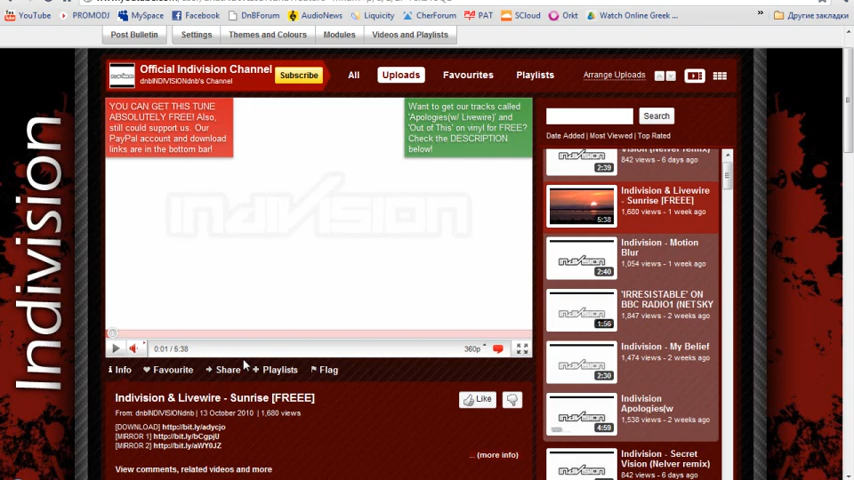 YouTube PROMODJ MySpace Facebook DnBForum AudioNews Liquicity CherForum PAT SCloud Orkt Watch Online Greek ... » Другие закладки
Post Bulletin Settings Themes and Colours Modules Videos and Playlists
Official Indivision Channel
dnbINDIVISIONdnb's Channel
Subscribe
All Uploads Favourites Playlists Arrange Uploads
YOU CAN GET THIS TUNE
ABSOLUTELY FREE! Also,
still could support us. Our
PayPal account and download
links are in the bottom bar!
Want to get our tracks called
'Apologies(w/ Livewire)' and
'Out of This' on vinyl for FREE?
Check the DESCRIPTION
below!
INDIVISION
0:01 / 5:38 360p
Info Favourite Share Playlists Flag
Indivision & Livewire - Sunrise [FREEE]
From: dnbINDIVISIONdnb | 13 October 2010 | 1,680 views
Like
[DOWNLOAD] http://bit.ly/adycjo
[MIRROR 1] http://bit.ly/bCgpjU
[MIRROR 2] http://bit.ly/aWY0JZ
... (more info)
View comments, related videos and more
Search
Date Added | Most Viewed | Top Rated
Vision (Nelver remix)
842 views - 6 days ago
2:39
Indivision & Livewire
- Sunrise [FREEE]
1,680 views - 1 week ago
5:38
Indivision - Motion
Blur
1,054 views - 1 week ago
2:40
'IRRESISTABLE' ON
BBC RADIO1 (NETSKY
1,847 views - 2 weeks ago
1:56
Indivision - My Belief
1,474 views - 2 weeks ago
2:30
Indivision
Apologies(w
1,538 views - 2 weeks ago
4:59
Indivision - Secret
Vision (Nelver remix)
Indivision